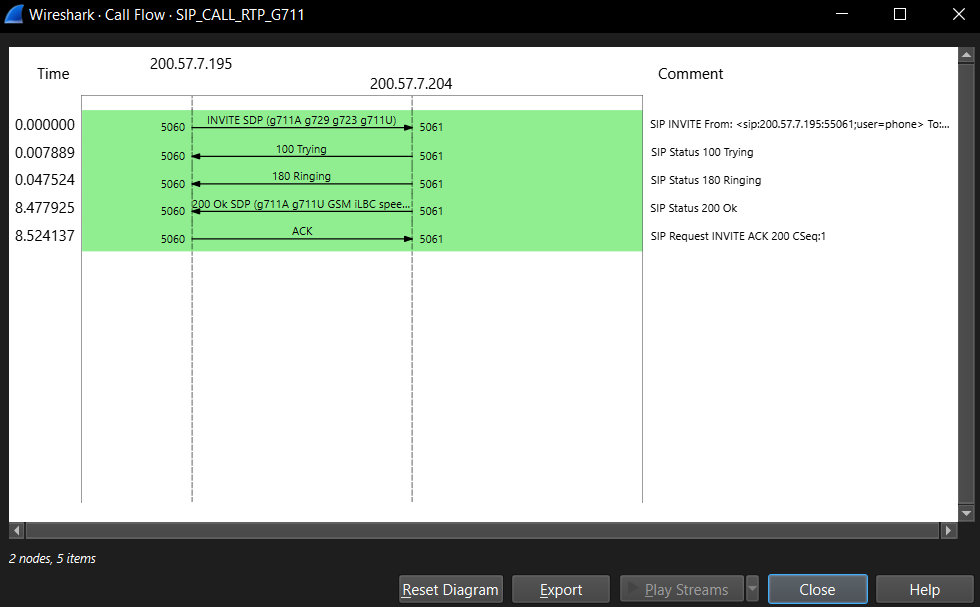 Wireshark · Call Flow · SIP_CALL_RTP_G711
200.57.7.195
Time
Comment
200.57.7.204
0.000000 5060 INVITE SDP (g711A g729 g723 g711U) 5061 SIP INVITE From: <sip:200.57.7.195:55061;user=phone> To:...
0.007889 5060 100 Trying 5061 SIP Status 100 Trying
0.047524 5060 180 Ringing 5061 SIP Status 180 Ringing
8.477925 5060 200 Ok SDP (g711A g711U GSM iLBC spee... 5061 SIP Status 200 Ok
8.524137 5060 ACK 5061 SIP Request INVITE ACK 200 CSeq:1
2 nodes, 5 items
Reset Diagram Export Play Streams Close Help